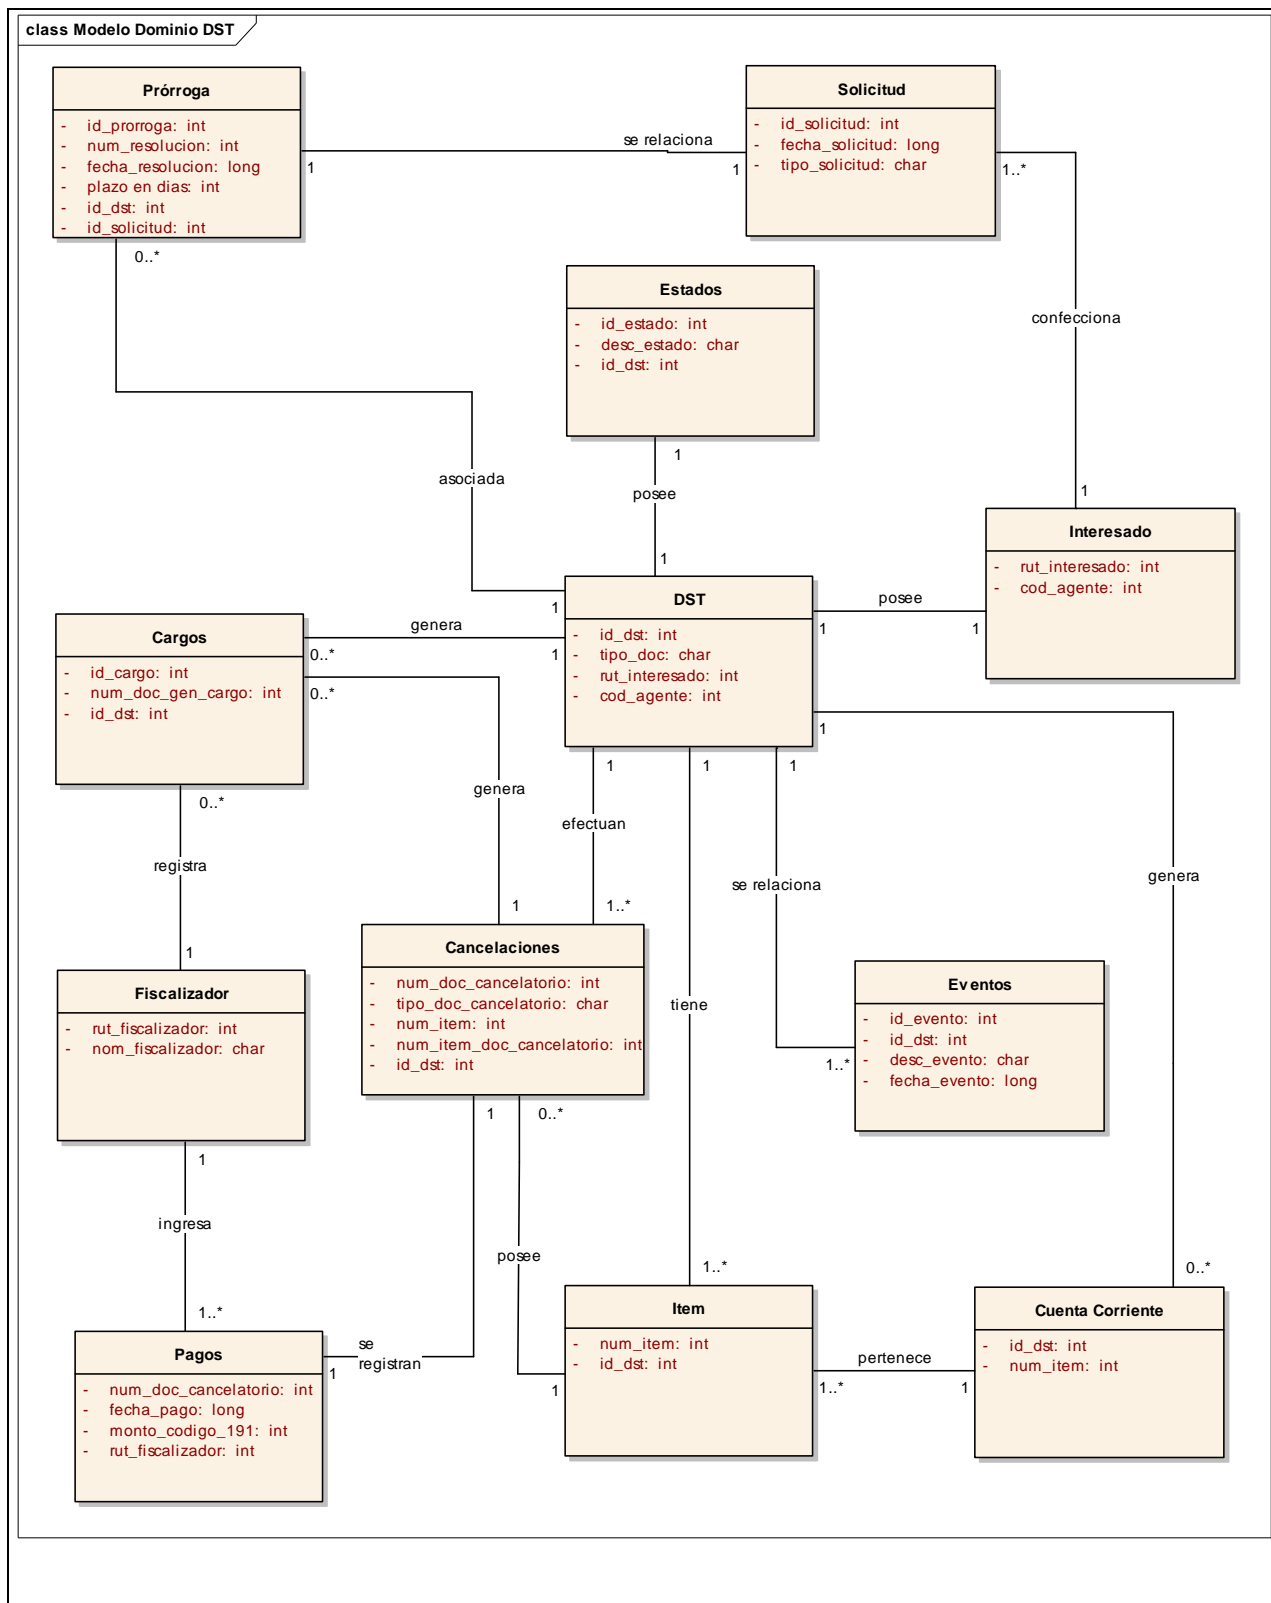 class Modelo Dominio DST
Prórroga
- id_prorroga: int
- num_resolucion: int
- fecha_resolucion: long
- plazo en dias: int
- id_dst: int
- id_solicitud: int
Solicitud
- id_solicitud: int
- fecha_solicitud: long
- tipo_solicitud: char
se relaciona
1
1
1..*
0..*
Estados
- id_estado: int
- desc_estado: char
- id_dst: int
confecciona
1
asociada
posee
1
Interesado
- rut_interesado: int
- cod_agente: int
1
DST
- id_dst: int
- tipo_doc: char
- rut_interesado: int
- cod_agente: int
posee
1
1
1
Cargos
- id_cargo: int
- num_doc_gen_cargo: int
- id_dst: int
genera
0..*
1
0..*
1
1
1
1
0..*
genera
efectuan
registra
se relaciona
genera
1
1..*
1
Cancelaciones
- num_doc_cancelatorio: int
- tipo_doc_cancelatorio: char
- num_item: int
- num_item_doc_cancelatorio: int
- id_dst: int
Fiscalizador
- rut_fiscalizador: int
- nom_fiscalizador: char
Eventos
- id_evento: int
- id_dst: int
- desc_evento: char
- fecha_evento: long
tiene
1..*
1
0..*
1
ingresa
posee
1..*
0..*
1..*
Item
- num_item: int
- id_dst: int
Cuenta Corriente
- id_dst: int
- num_item: int
Pagos
- num_doc_cancelatorio: int
- fecha_pago: long
- monto_codigo_191: int
- rut_fiscalizador: int
se
registran
1
pertenece
1
1..*
1